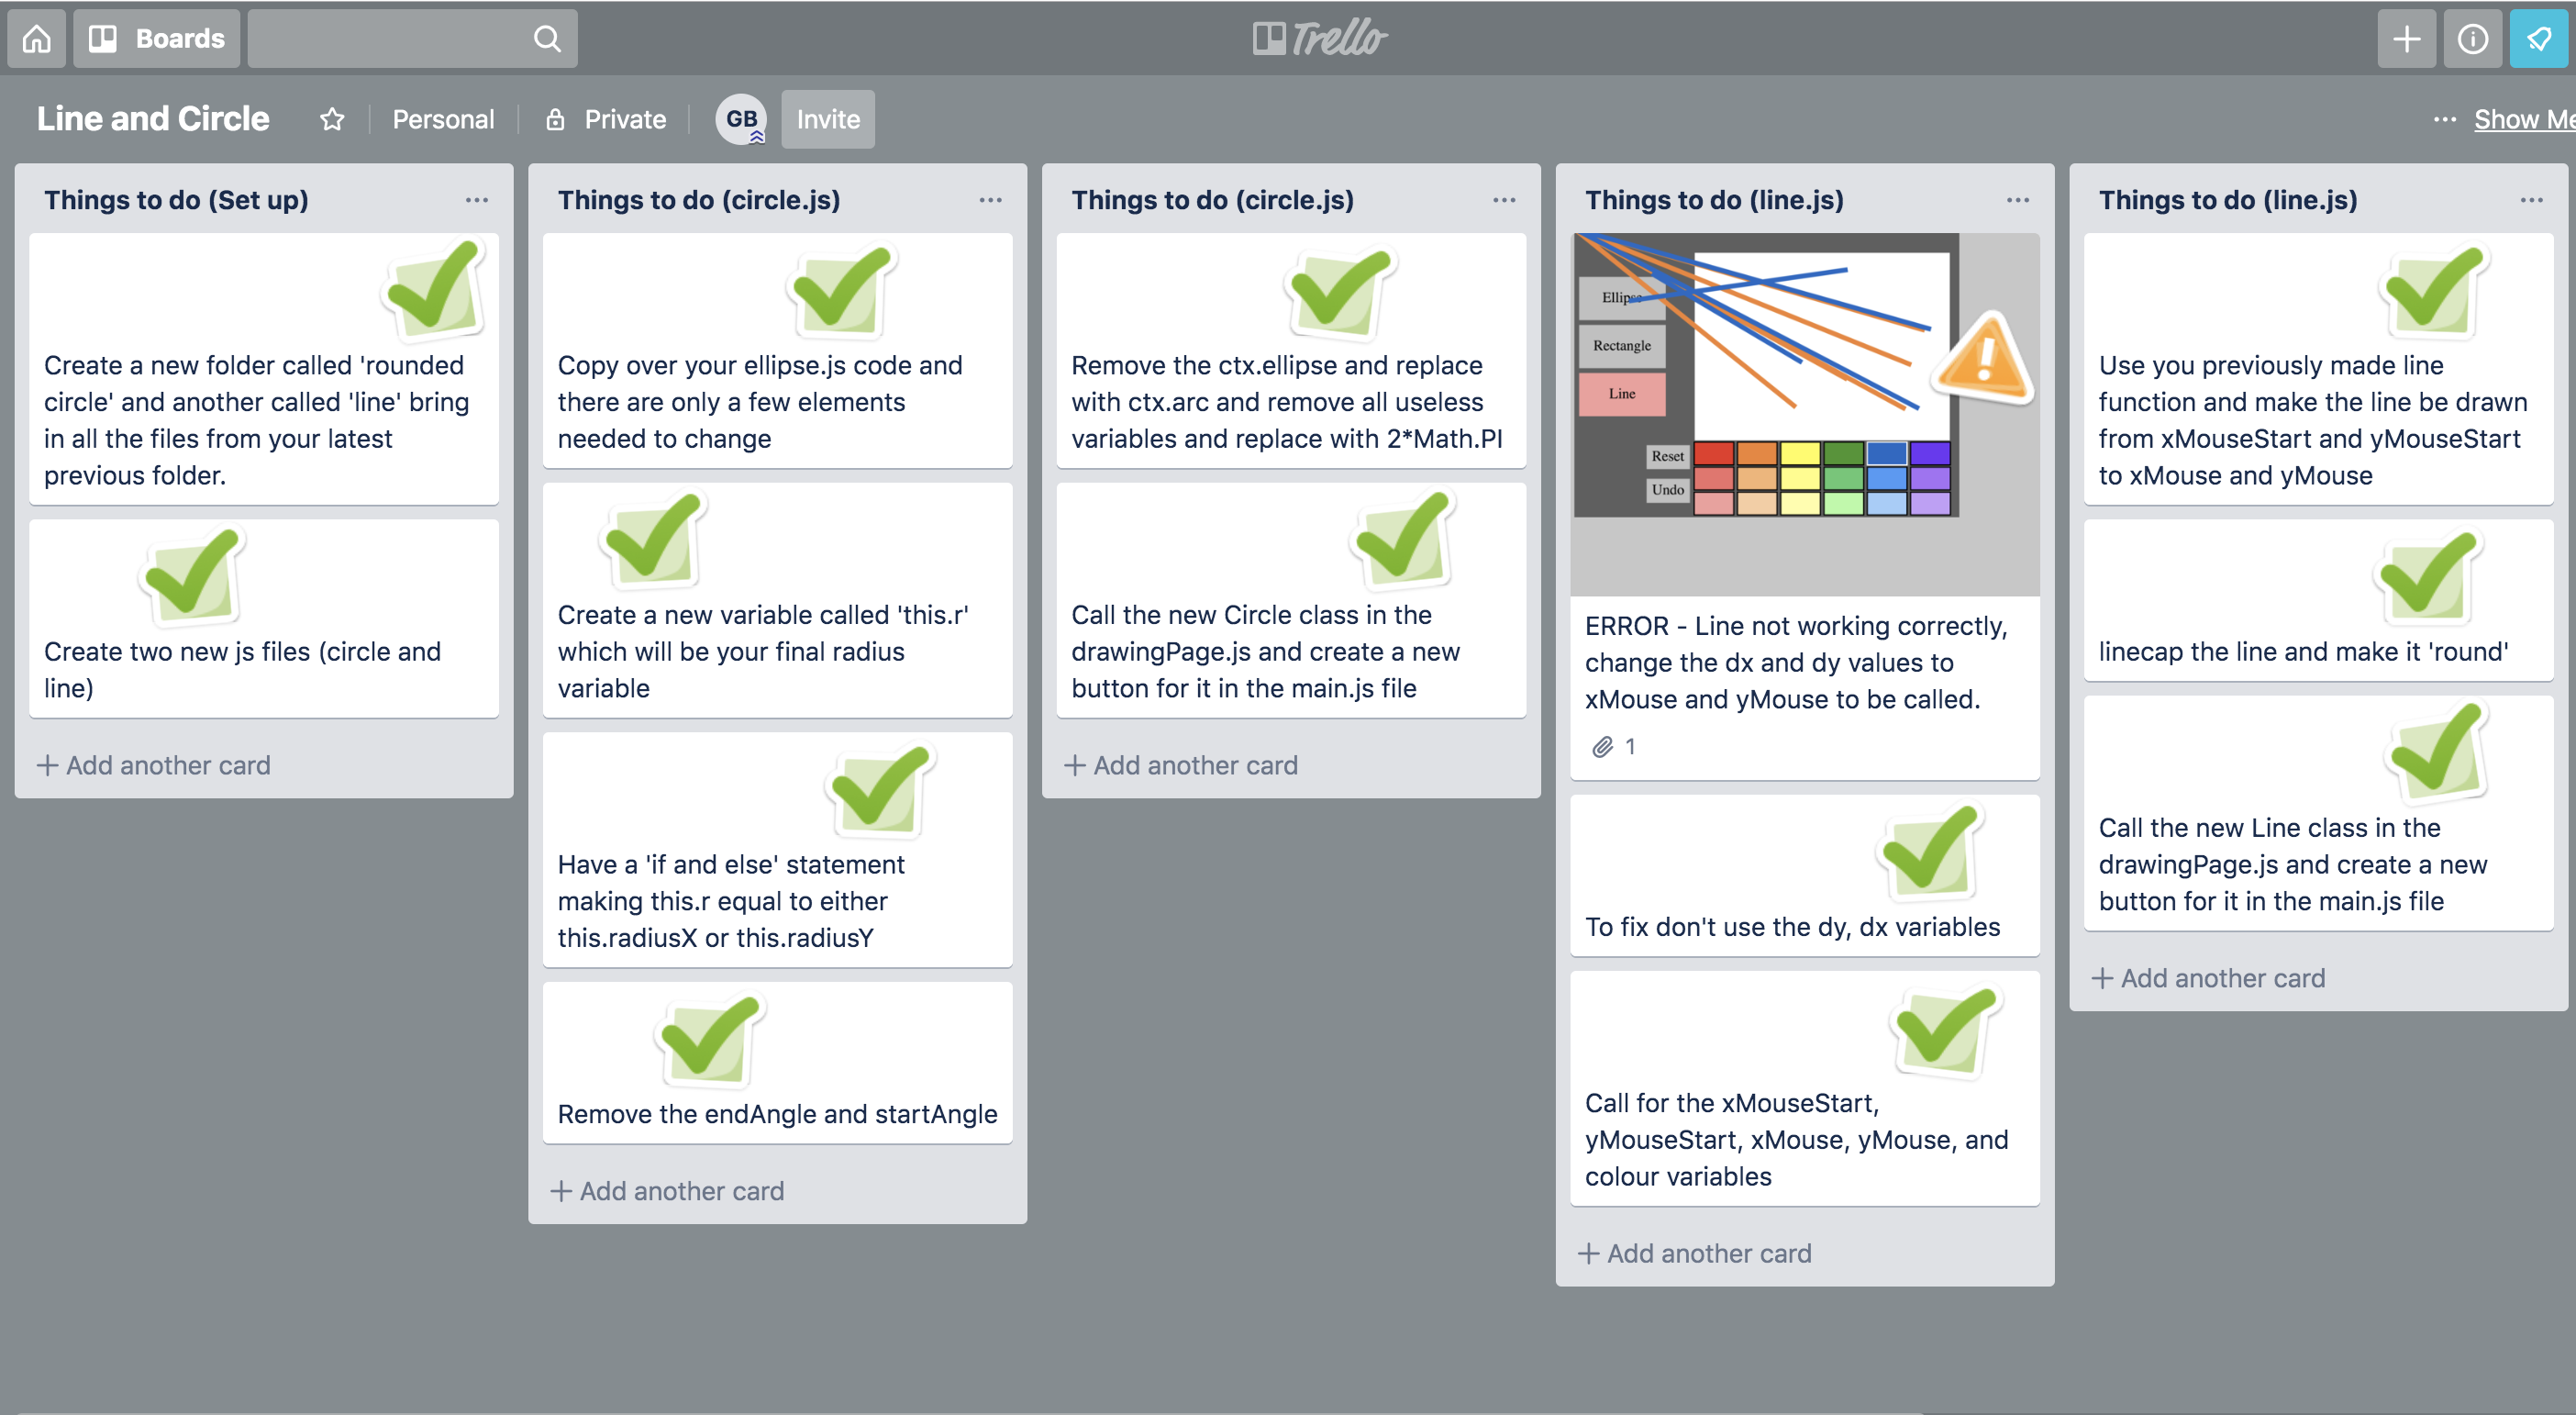 Boards
Trello
Line and Circle
Personal
Private
GB
Invite
... Show Me
Things to do (Set up) ...
Create a new folder called 'rounded
circle' and another called 'line' bring
in all the files from your latest
previous folder.
Create two new js files (circle and
line)
+ Add another card
Things to do (circle.js) ...
Copy over your ellipse.js code and
there are only a few elements
needed to change
Create a new variable called 'this.r'
which will be your final radius
variable
Have a 'if and else' statement
making this.r equal to either
this.radiusX or this.radiusY
Remove the endAngle and startAngle
+ Add another card
Things to do (circle.js) ...
Remove the ctx.ellipse and replace
with ctx.arc and remove all useless
variables and replace with 2*Math.PI
Call the new Circle class in the
drawingPage.js and create a new
button for it in the main.js file
+ Add another card
Things to do (line.js) ...
Ellipse
Rectangle
Line
Reset
Undo
ERROR - Line not working correctly,
change the dx and dy values to
xMouse and yMouse to be called.
1
To fix don't use the dy, dx variables
Call for the xMouseStart,
yMouseStart, xMouse, yMouse, and
colour variables
+ Add another card
Things to do (line.js) ...
Use you previously made line
function and make the line be drawn
from xMouseStart and yMouseStart
to xMouse and yMouse
linecap the line and make it 'round'
Call the new Line class in the
drawingPage.js and create a new
button for it in the main.js file
+ Add another card